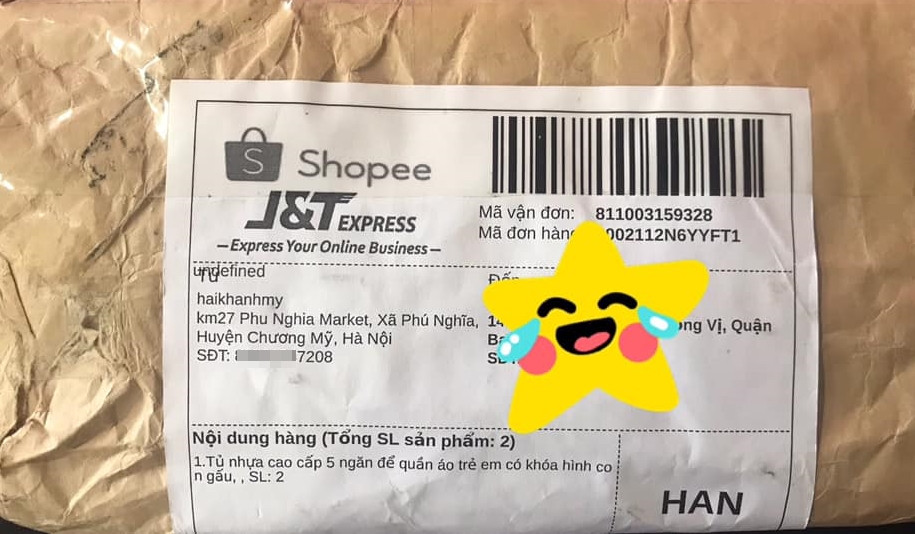 S Shopee
J&T EXPRESS
—Express Your Online Business—
Mã vận đơn: 811003159328
Mã đơn hàng 002112N6YYFT1
undefined
Từ
haikhanhmy
km27 Phu Nghia Market, Xã Phú Nghĩa,
Huyện Chương Mỹ, Hà Nội
SĐT: 7208
Đến
14
Vị, Quận
Nội dung hàng (Tổng SL sản phẩm: 2)
1.Tủ nhựa cao cấp 5 ngăn để quần áo trẻ em có khóa hình co
n gấu, , SL: 2
HAN